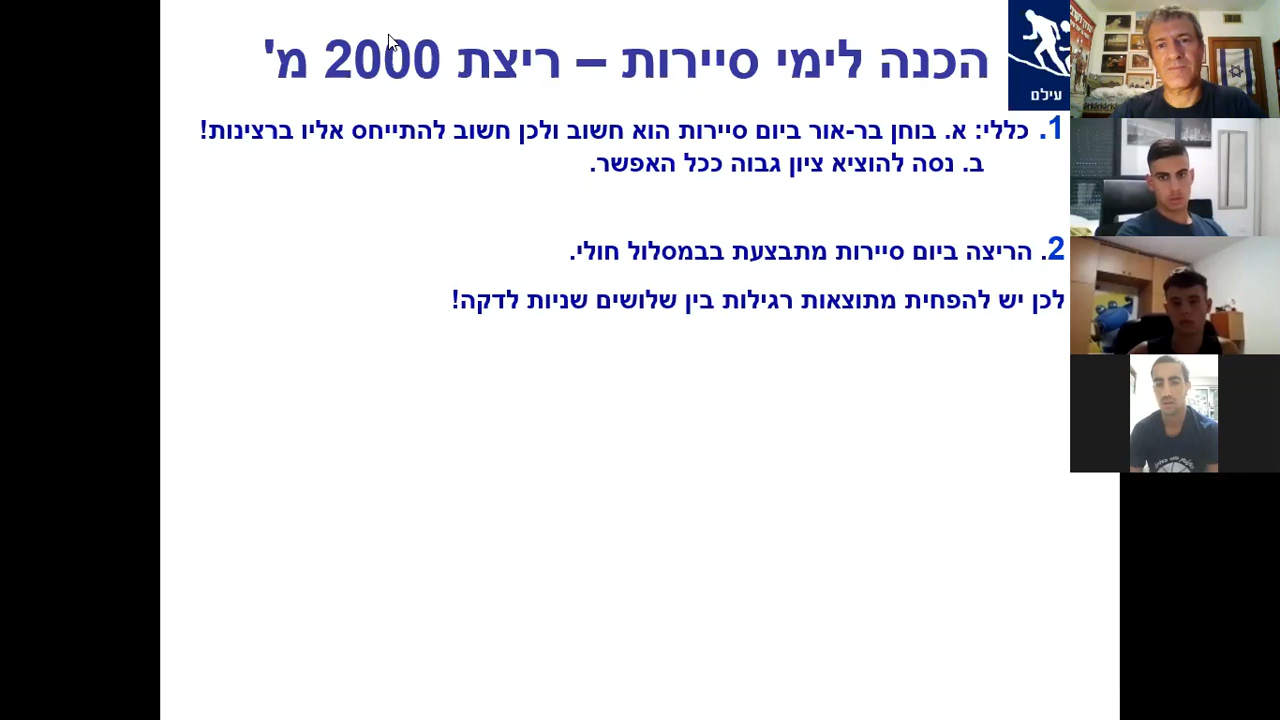 הכנה לימי סיירות – ריצת 2000 מ'
עילם
1. כללי: א. בוחן בר-אור ביום סיירות הוא חשוב ולכן חשוב להתייחס אליו ברצינות!
ב. נסה להוציא ציון גבוה ככל האפשר.
2. הריצה ביום סיירות מתבצעת בבמסלול חולי.
לכן יש להפחית מתוצאות רגילות בין שלושים שניות לדקה!